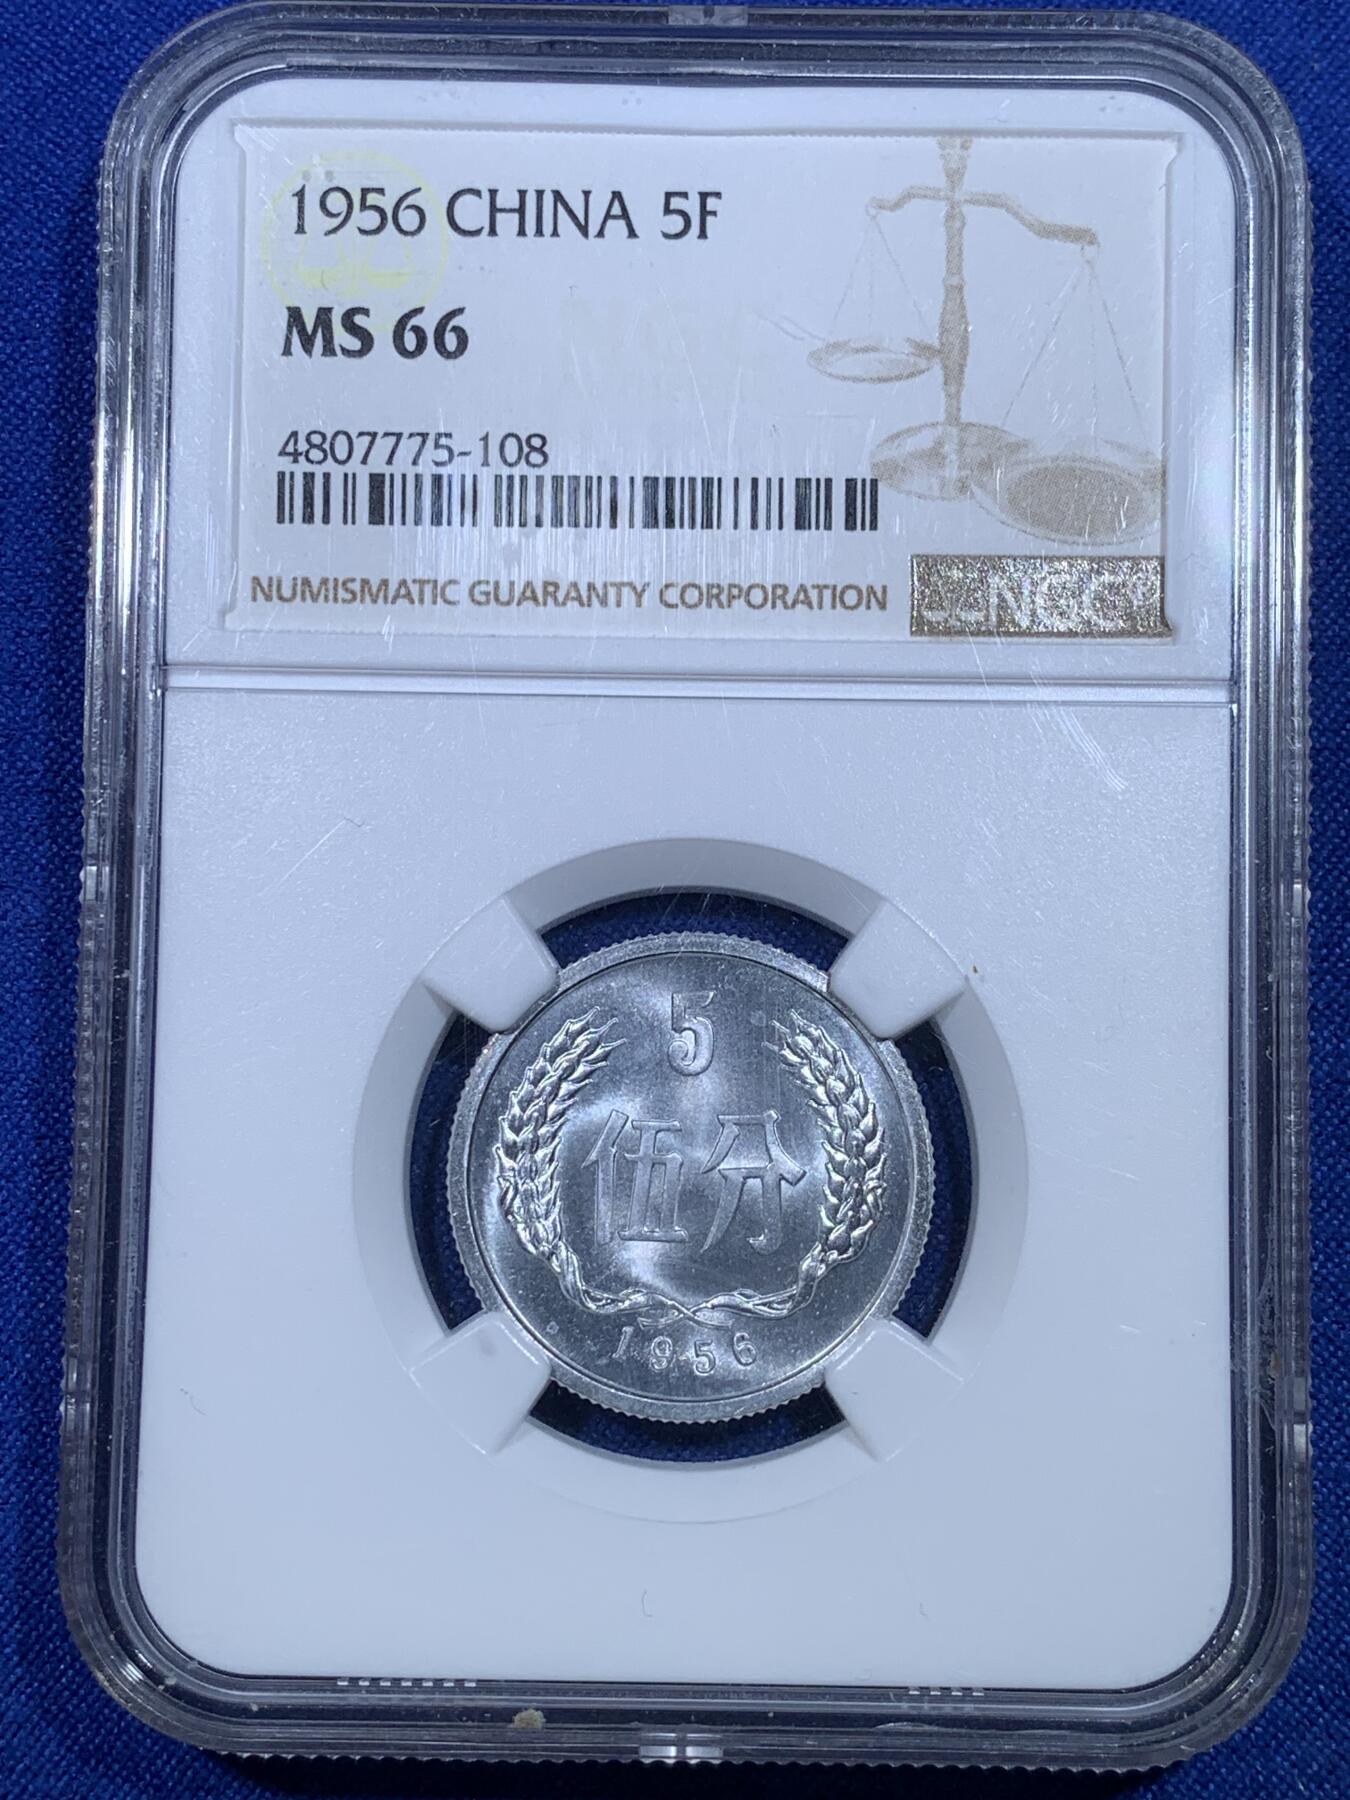 1956 CHINA 5F
MS 66
4807775-108
NUMISMATIC GUARANTY CORPORATION
NGC
5
伍分
1956